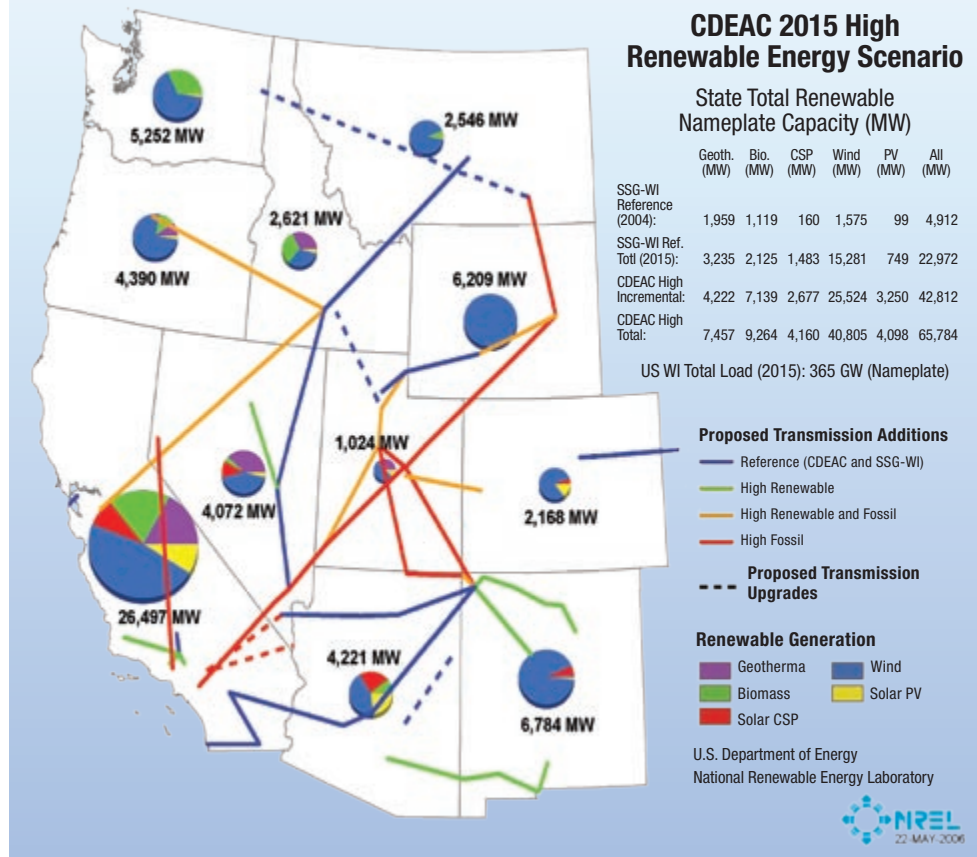 CDEAC 2015 High
Renewable Energy Scenario
State Total Renewable
Nameplate Capacity (MW)
Geoth. Bio. CSP Wind PV All
(MW) (MW) (MW) (MW) (MW) (MW)
SSG-WI
Reference
(2004): 1,959 1,119 160 1,575 99 4,912
SSG-WI Ref.
Totl (2015): 3,235 2,125 1,483 15,281 749 22,972
CDEAC High
Incremental: 4,222 7,139 2,677 25,524 3,250 42,812
CDEAC High
Total: 7,457 9,264 4,160 40,805 4,098 65,784
US WI Total Load (2015): 365 GW (Nameplate)
5,252 MW
2,546 MW
4,390 MW
2,621 MW
6,209 MW
4,072 MW
1,024 MW
2,168 MW
26,497 MW
4,221 MW
6,784 MW
Proposed Transmission Additions
Reference (CDEAC and SSG-WI)
High Renewable
High Renewable and Fossil
High Fossil
Proposed Transmission
Upgrades
Renewable Generation
Geotherma Wind
Biomass Solar PV
Solar CSP
U.S. Department of Energy
National Renewable Energy Laboratory
NREL
22-MAY-2006